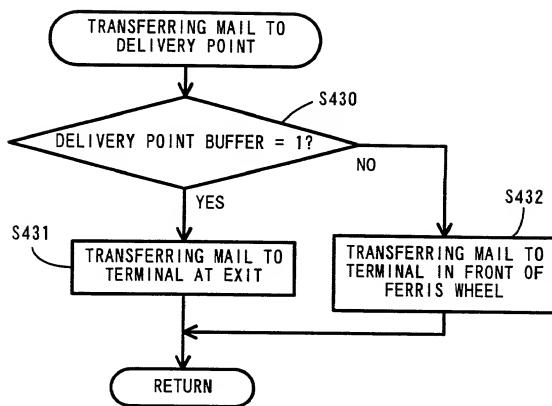 TRANSFERRING MAIL TO
DELIVERY POINT
S430
DELIVERY POINT BUFFER = 1?
NO
YES
S431
TRANSFERRING MAIL TO
TERMINAL AT EXIT
S432
TRANSFERRING MAIL TO
TERMINAL IN FRONT OF
FERRIS WHEEL
RETURN